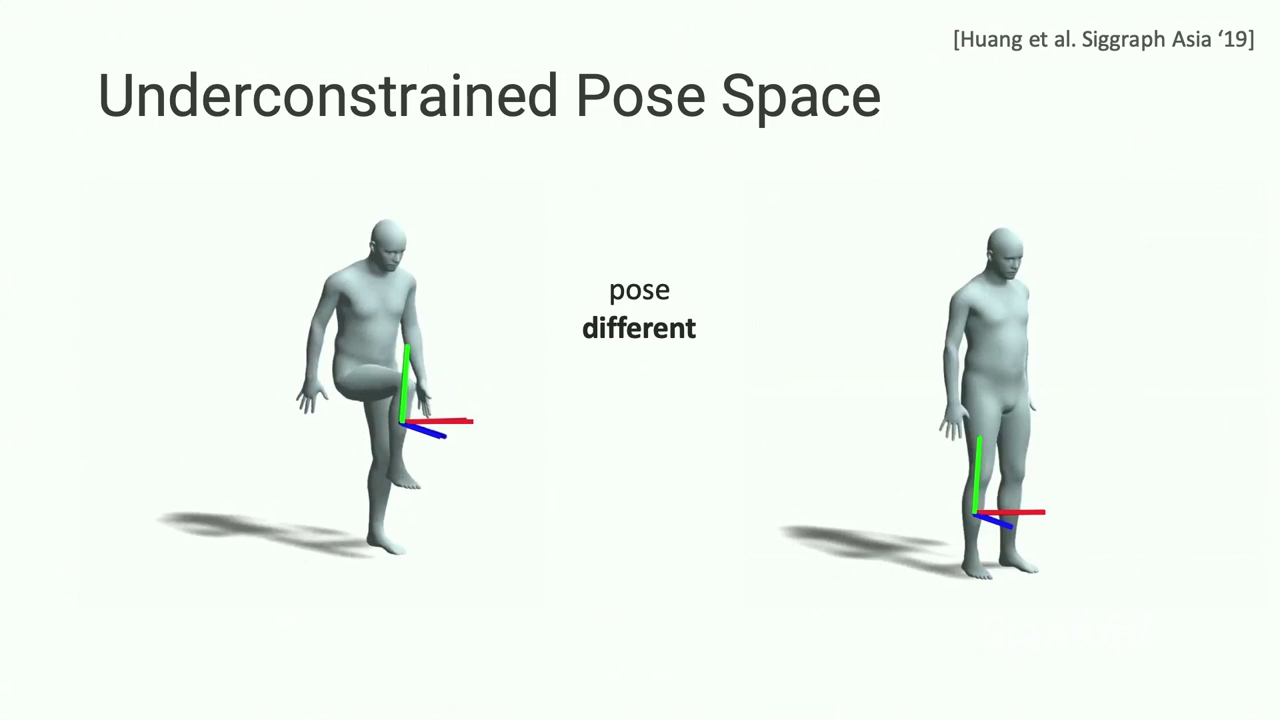 [Huang et al. Siggraph Asia ‘19]
Underconstrained Pose Space
pose
different